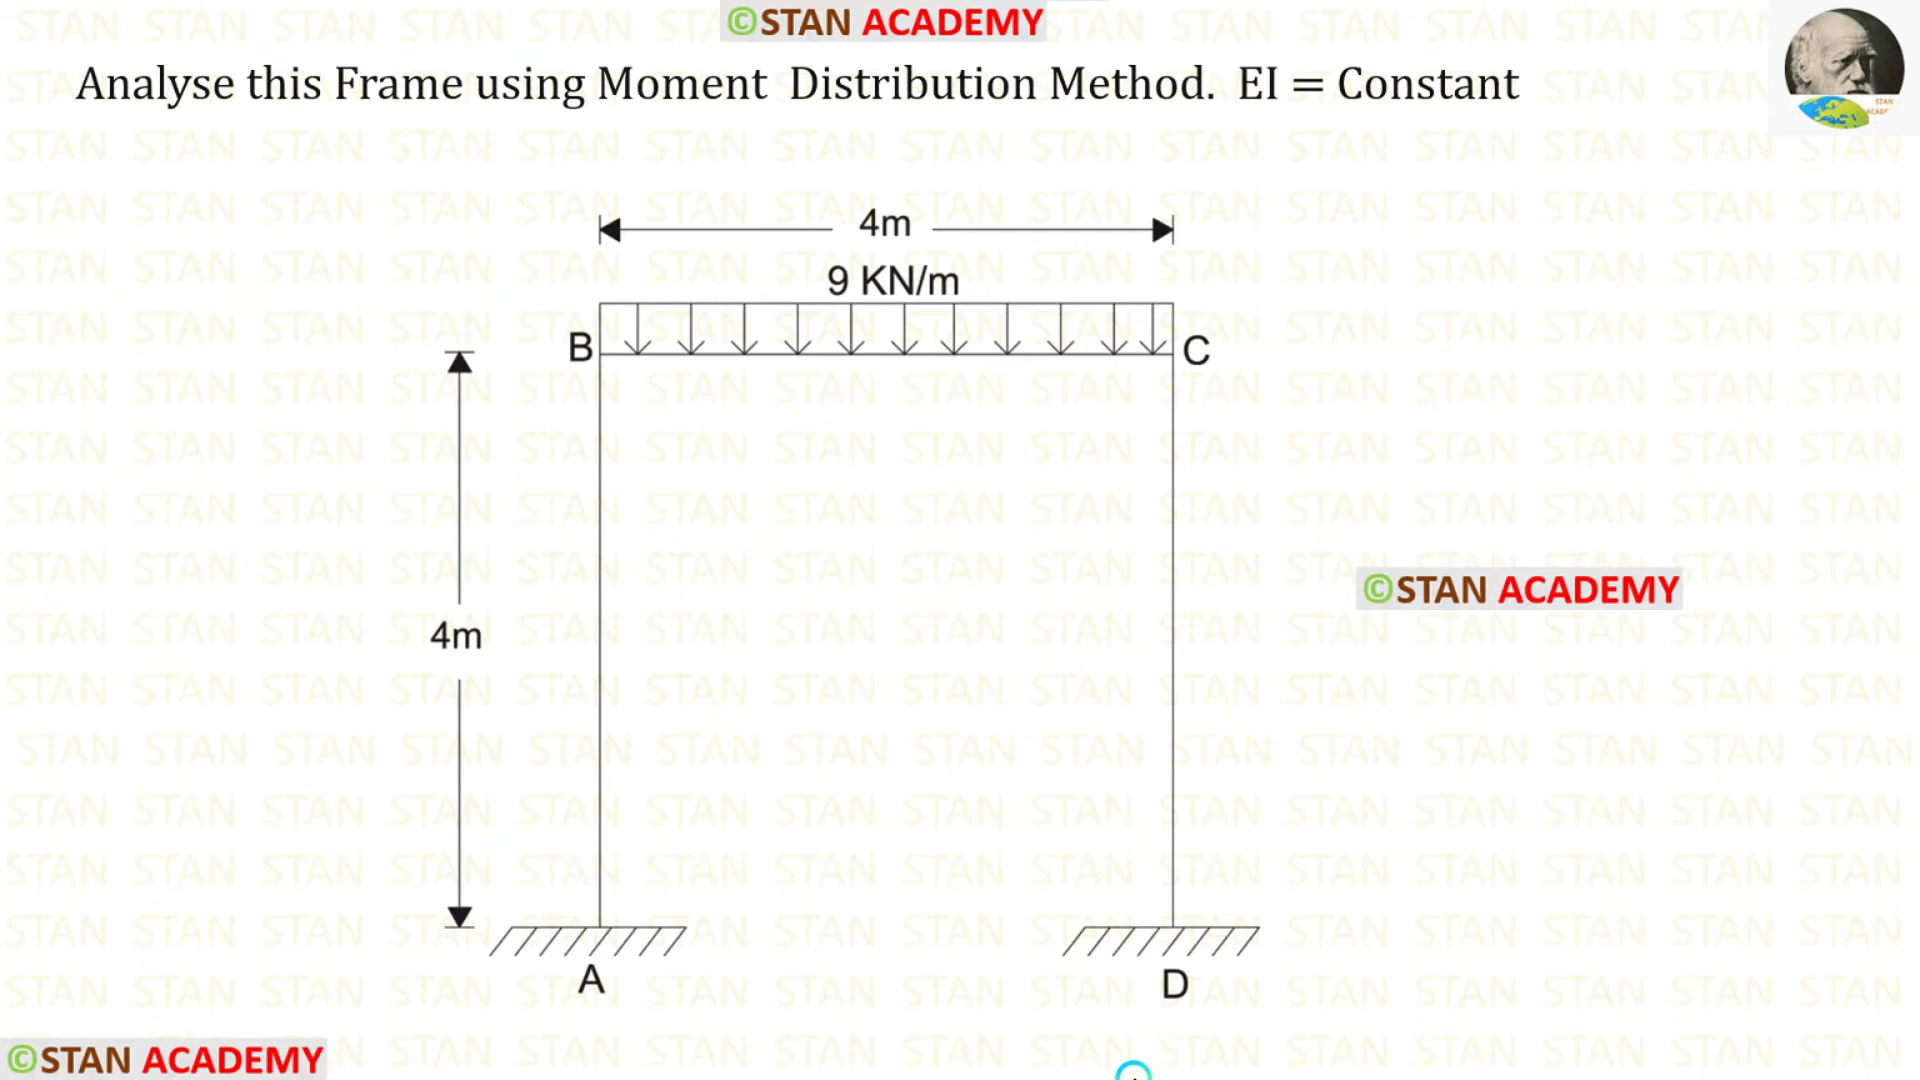 ©STAN ACADEMY
Analyse this Frame using Moment Distribution Method. EI = Constant
STAN
4m
9 KN/m
B
C
©STAN ACADEMY
4m
A
D
©STAN ACADEMY